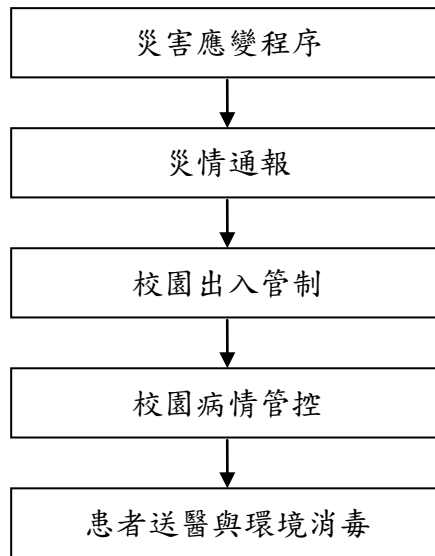 災害應變程序
災情通報
校園出入管制
校園病情管控
患者送醫與環境消毒